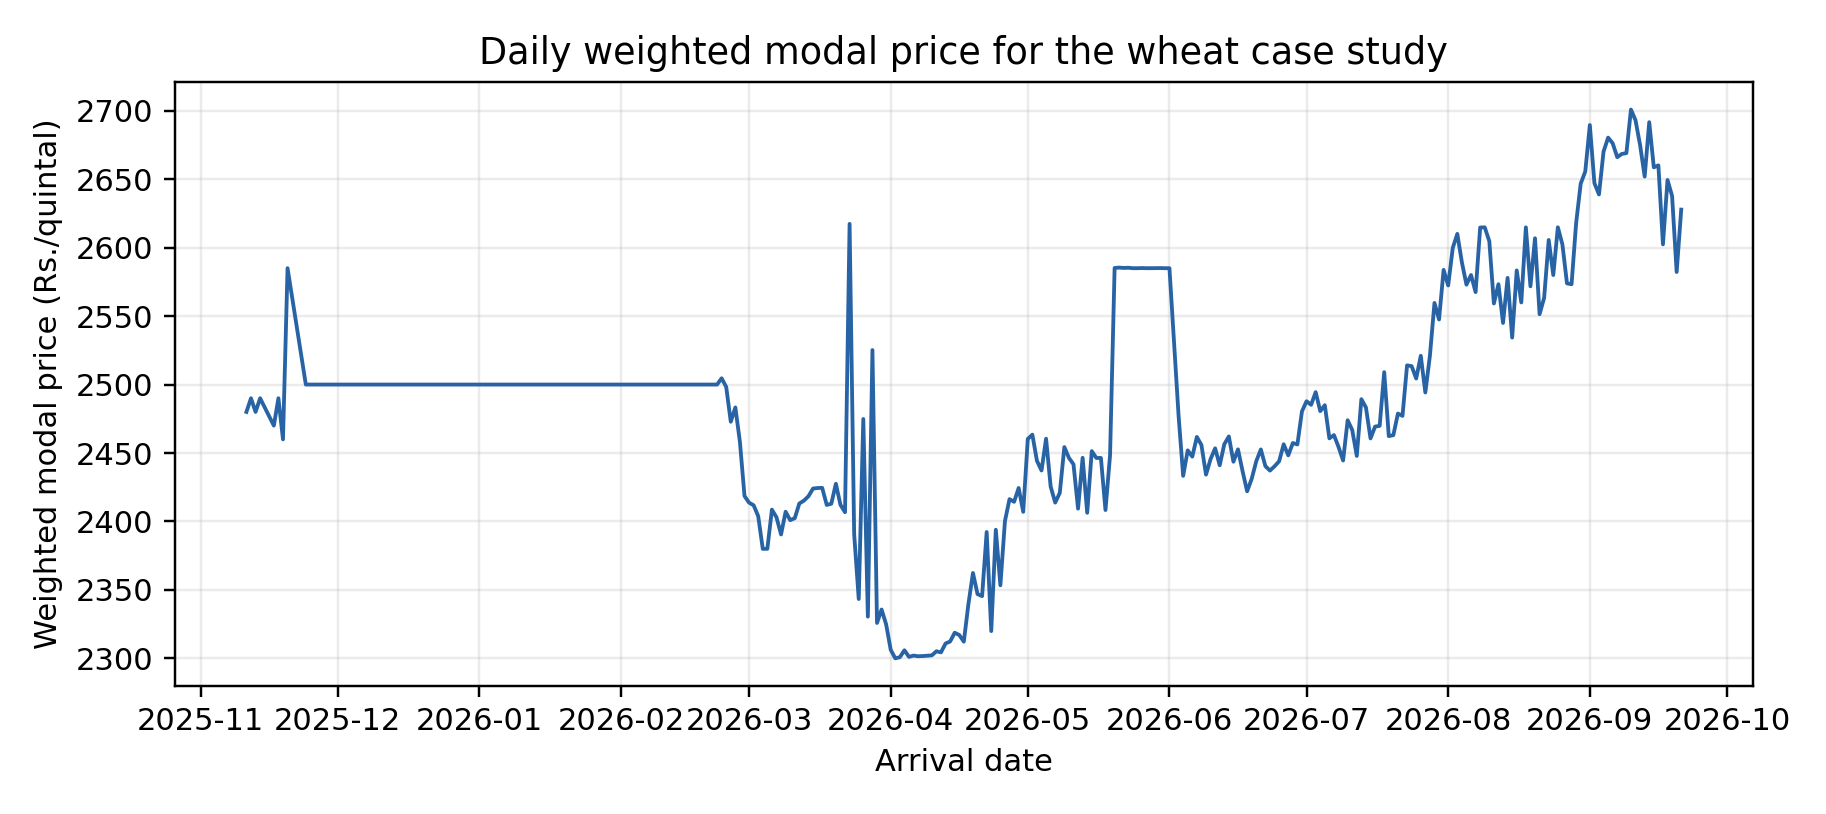 Daily weighted modal price for the wheat case study
Weighted modal price (Rs./quintal)
2700
2650
2600
2550
2500
2450
2400
2350
2300
2025-11 2025-12 2026-01 2026-02 2026-03 2026-04 2026-05 2026-06 2026-07 2026-08 2026-09 2026-10
Arrival date